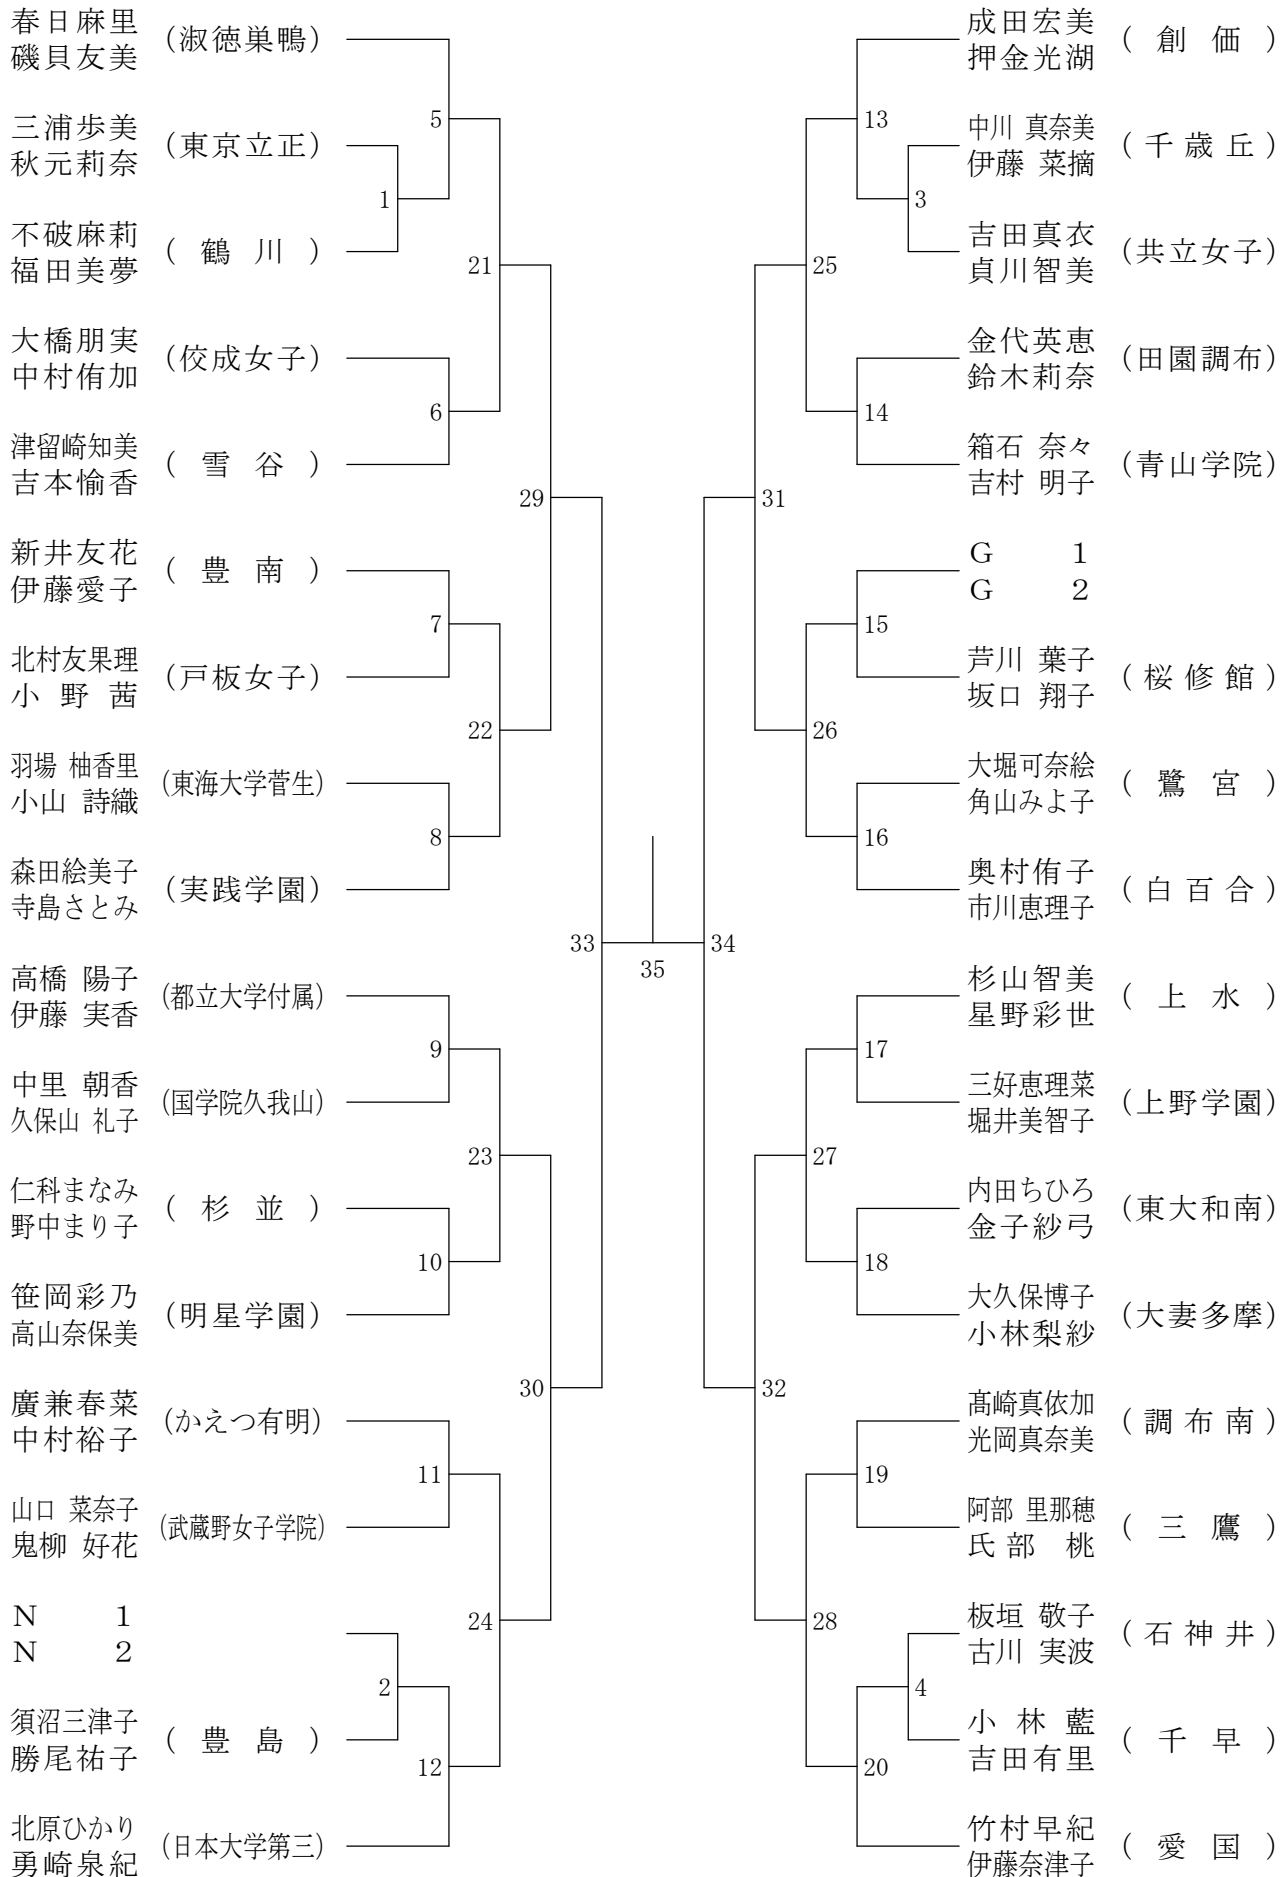 春日麻里
磯貝友美
(淑徳巣鴨)
三浦歩美
秋元莉奈
(東京立正)
不破麻莉
福田美夢
(鶴川)
大橋朋実
中村侑加
(佼成女子)
津留崎知美
吉本愉香
(雪谷)
新井友花
伊藤愛子
(豊南)
北村友果理
小野茜
(戸板女子)
羽場 柚香里
小山 詩織
(東海大学菅生)
森田絵美子
寺島さとみ
(実践学園)
高橋 陽子
伊藤 実香
(都立大学付属)
中里 朝香
久保山 礼子
(国学院久我山)
仁科まなみ
野中まり子
(杉並)
笹岡彩乃
高山奈保美
(明星学園)
廣兼春菜
中村裕子
(かえつ有明)
山口 菜奈子
鬼柳 好花
(武蔵野女子学院)
N 1
N 2
須沼三津子
勝尾祐子
(豊島)
北原ひかり
勇崎泉紀
(日本大学第三)
5
1
21
6
29
7
22
8
33
9
23
10
30
11
24
2
12
35
成田宏美
押金光湖
(創価)
中川 真奈美
伊藤 菜摘
(千歳丘)
吉田真衣
貞川智美
(共立女子)
金代英恵
鈴木莉奈
(田園調布)
箱石 奈々
吉村 明子
(青山学院)
G 1
G 2
芦川 葉子
坂口 翔子
(桜修館)
大堀可奈絵
角山みよ子
(鷺宮)
奥村侑子
市川恵理子
(白百合)
杉山智美
星野彩世
(上水)
三好恵理菜
堀井美智子
(上野学園)
内田ちひろ
金子紗弓
(東大和南)
大久保博子
小林梨紗
(大妻多摩)
髙崎真依加
光岡真奈美
(調布南)
阿部 里那穂
氏部 桃
(三鷹)
板垣 敬子
古川 実波
(石神井)
小林藍
吉田有里
(千早)
竹村早紀
伊藤奈津子
(愛国)
13
3
25
14
31
15
26
16
34
17
27
18
32
19
28
4
20